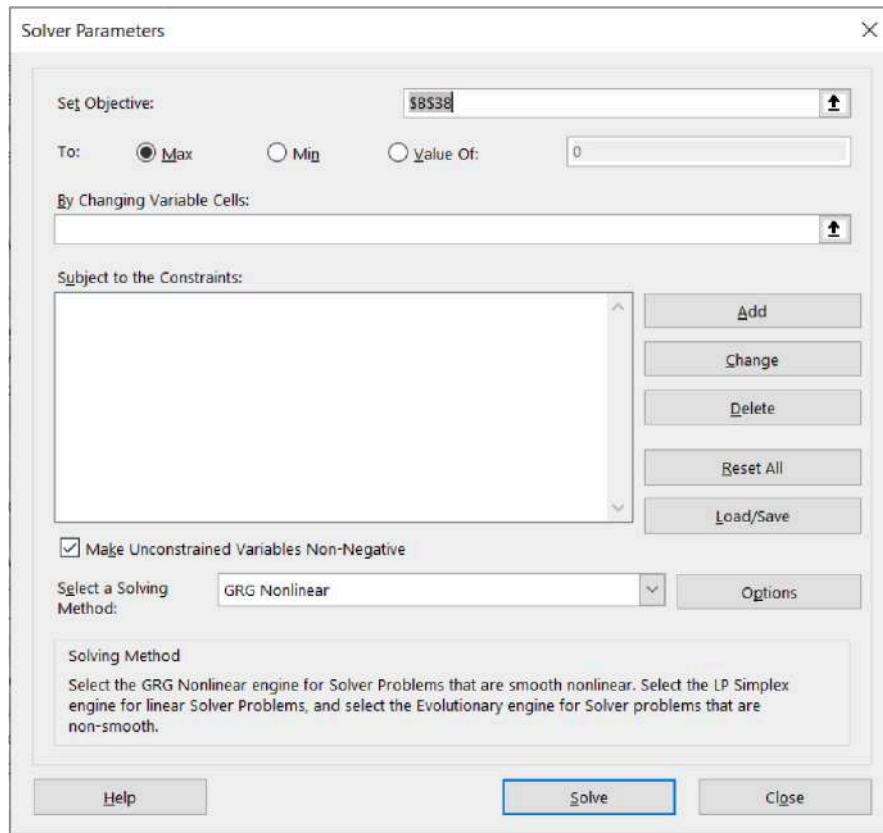 Solver Parameters
Set Objective: $B$38
To: Max Min Value Of: 0
By Changing Variable Cells:
Subject to the Constraints:
Add
Change
Delete
Reset All
Load/Save
Make Unconstrained Variables Non-Negative
Select a Solving
Method:
GRG Nonlinear
Options
Solving Method
Select the GRG Nonlinear engine for Solver Problems that are smooth nonlinear. Select the LP Simplex
engine for linear Solver Problems, and select the Evolutionary engine for Solver problems that are
non-smooth.
Help Solve Close